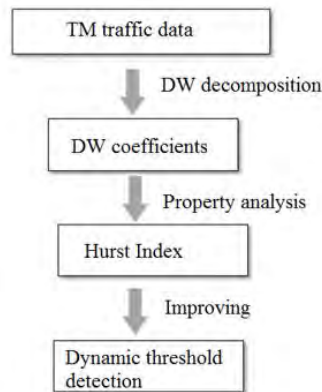 TM traffic data
DW decomposition
DW coefficients
Property analysis
Hurst Index
Improving
Dynamic threshold
detection